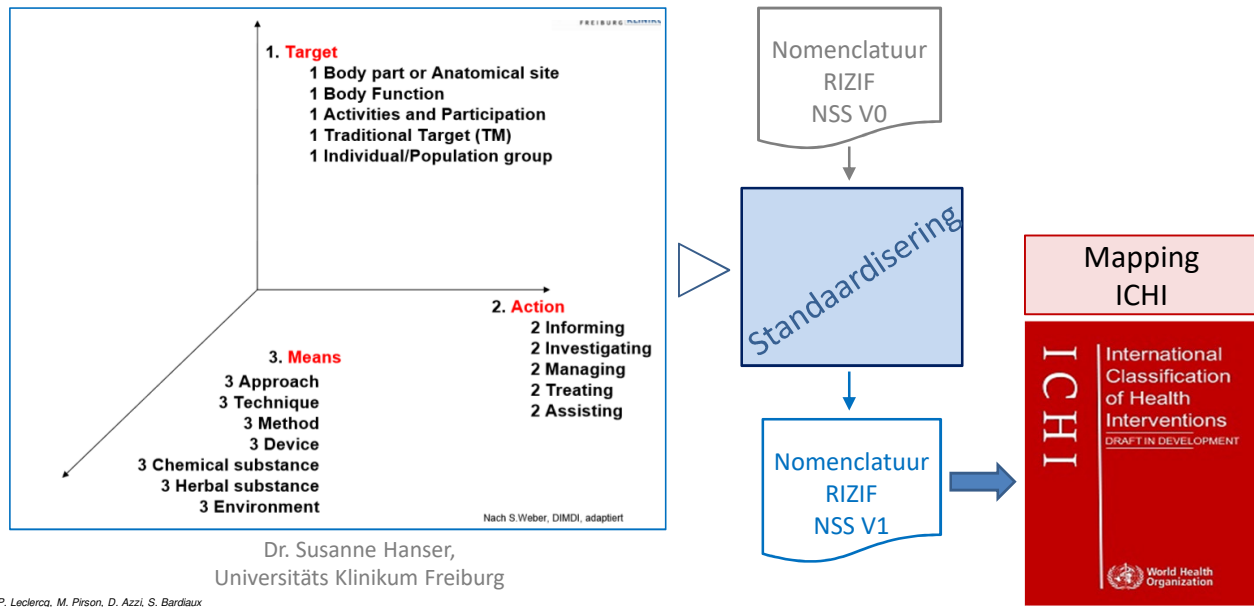 FREIBURG
1. Target
1 Body part or Anatomical site
1 Body Function
1 Activities and Participation
1 Traditional Target (TM)
1 Individual/Population group
2. Action
2 Informing
2 Investigating
2 Managing
2 Treating
2 Assisting
3. Means
3 Approach
3 Technique
3 Method
3 Device
3 Chemical substance
3 Herbal substance
3 Environment
Nach S.Weber, DIMDI, adaptiert
Dr. Susanne Hanser,
Universitäts Klinikum Freiburg
P. Leclercq, M. Pirson, D. Azzi, S. Bardiaux
Nomenclatuur
RIZIF
NSS V0
Standaardisering
Nomenclatuur
RIZIF
NSS V1
Mapping
ICHI
ICHI
International
Classification
of Health
Interventions
DRAFT IN DEVELOPMENT
World Health
Organization